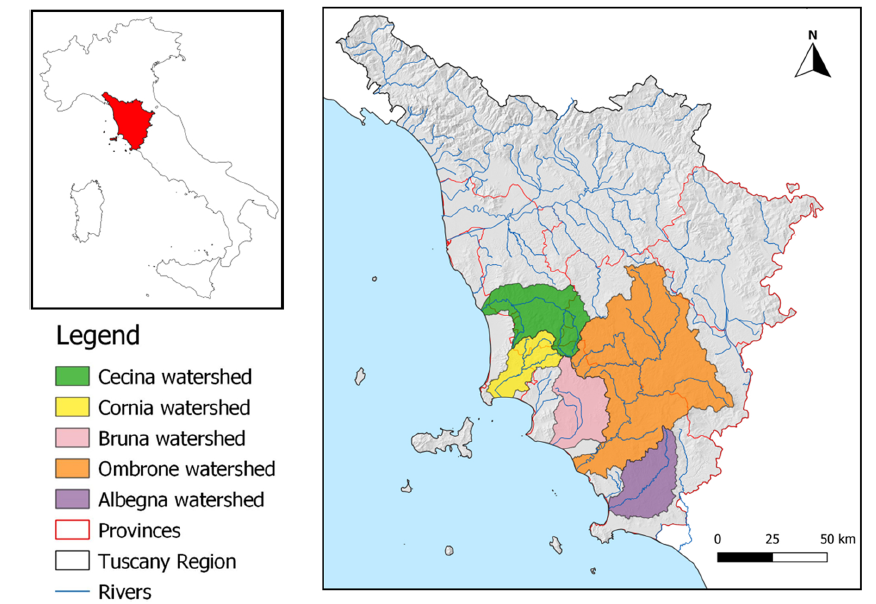 N
0 25 50 km
Legend
Cecina watershed
Cornia watershed
Bruna watershed
Ombrone watershed
Albegna watershed
Provinces
Tuscany Region
Rivers